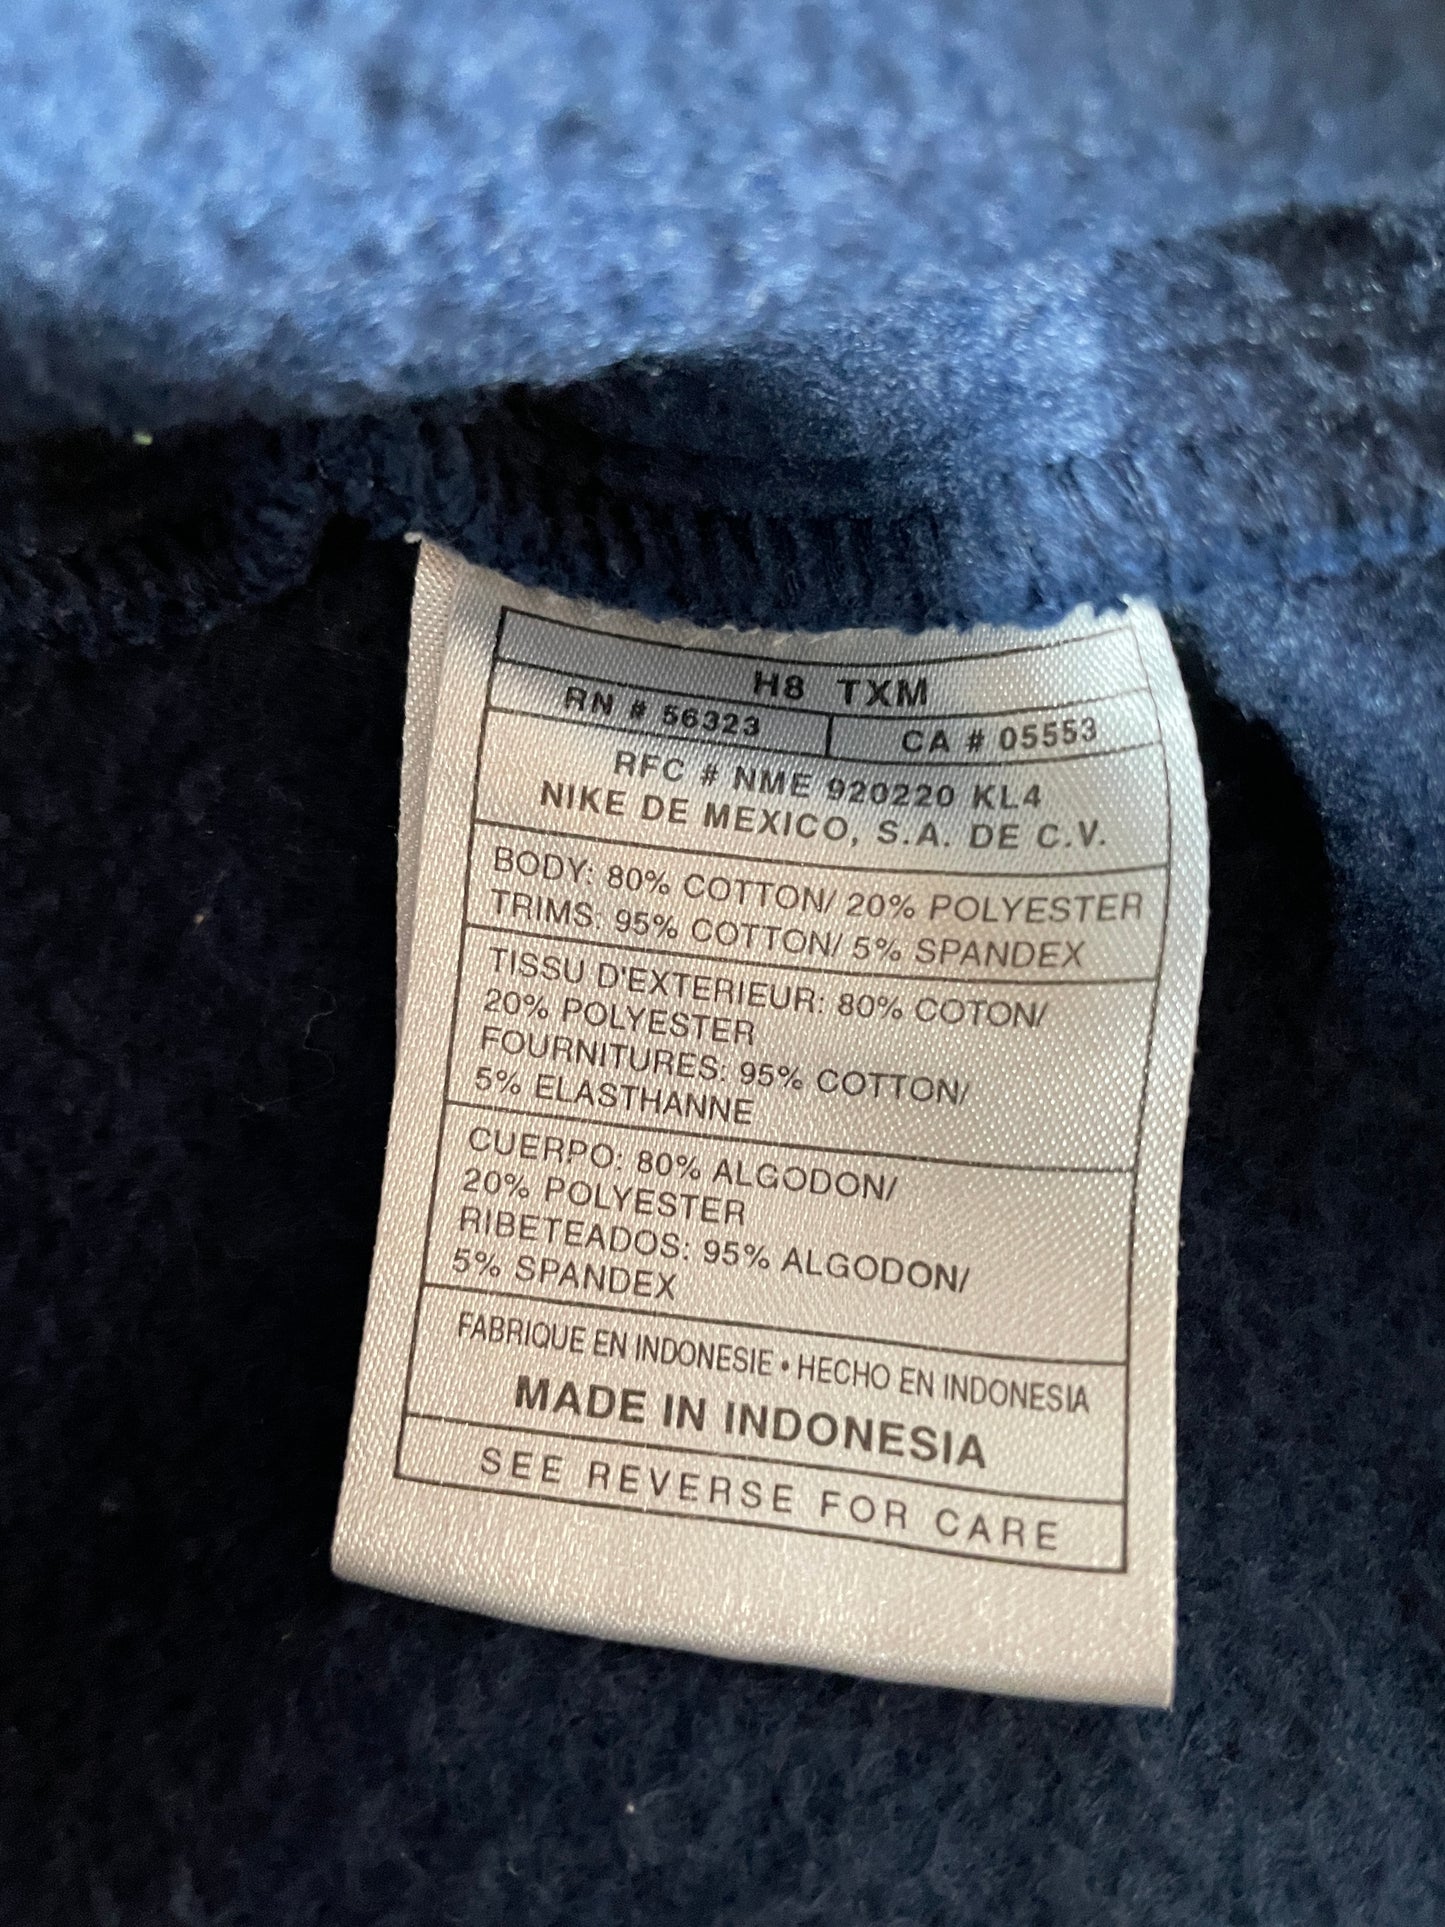 H8 TXM
RN # 56323 CA # 05553
RFC # NME 920220 KL4
NIKE DE MEXICO, S.A. DE C.V.
BODY: 80% COTTON/ 20% POLYESTER
TRIMS: 95% COTTON/ 5% SPANDEX
TISSU D'EXTERIEUR: 80% COTON/
20% POLYESTER
FOURNITURES: 95% COTTON/
5% ELASTHANNE
CUERPO: 80% ALGODON/
20% POLYESTER
RIBETEADOS: 95% ALGODON/
5% SPANDEX
FABRIQUE EN INDONESIE • HECHO EN INDONESIA
MADE IN INDONESIA
SEE REVERSE FOR CARE